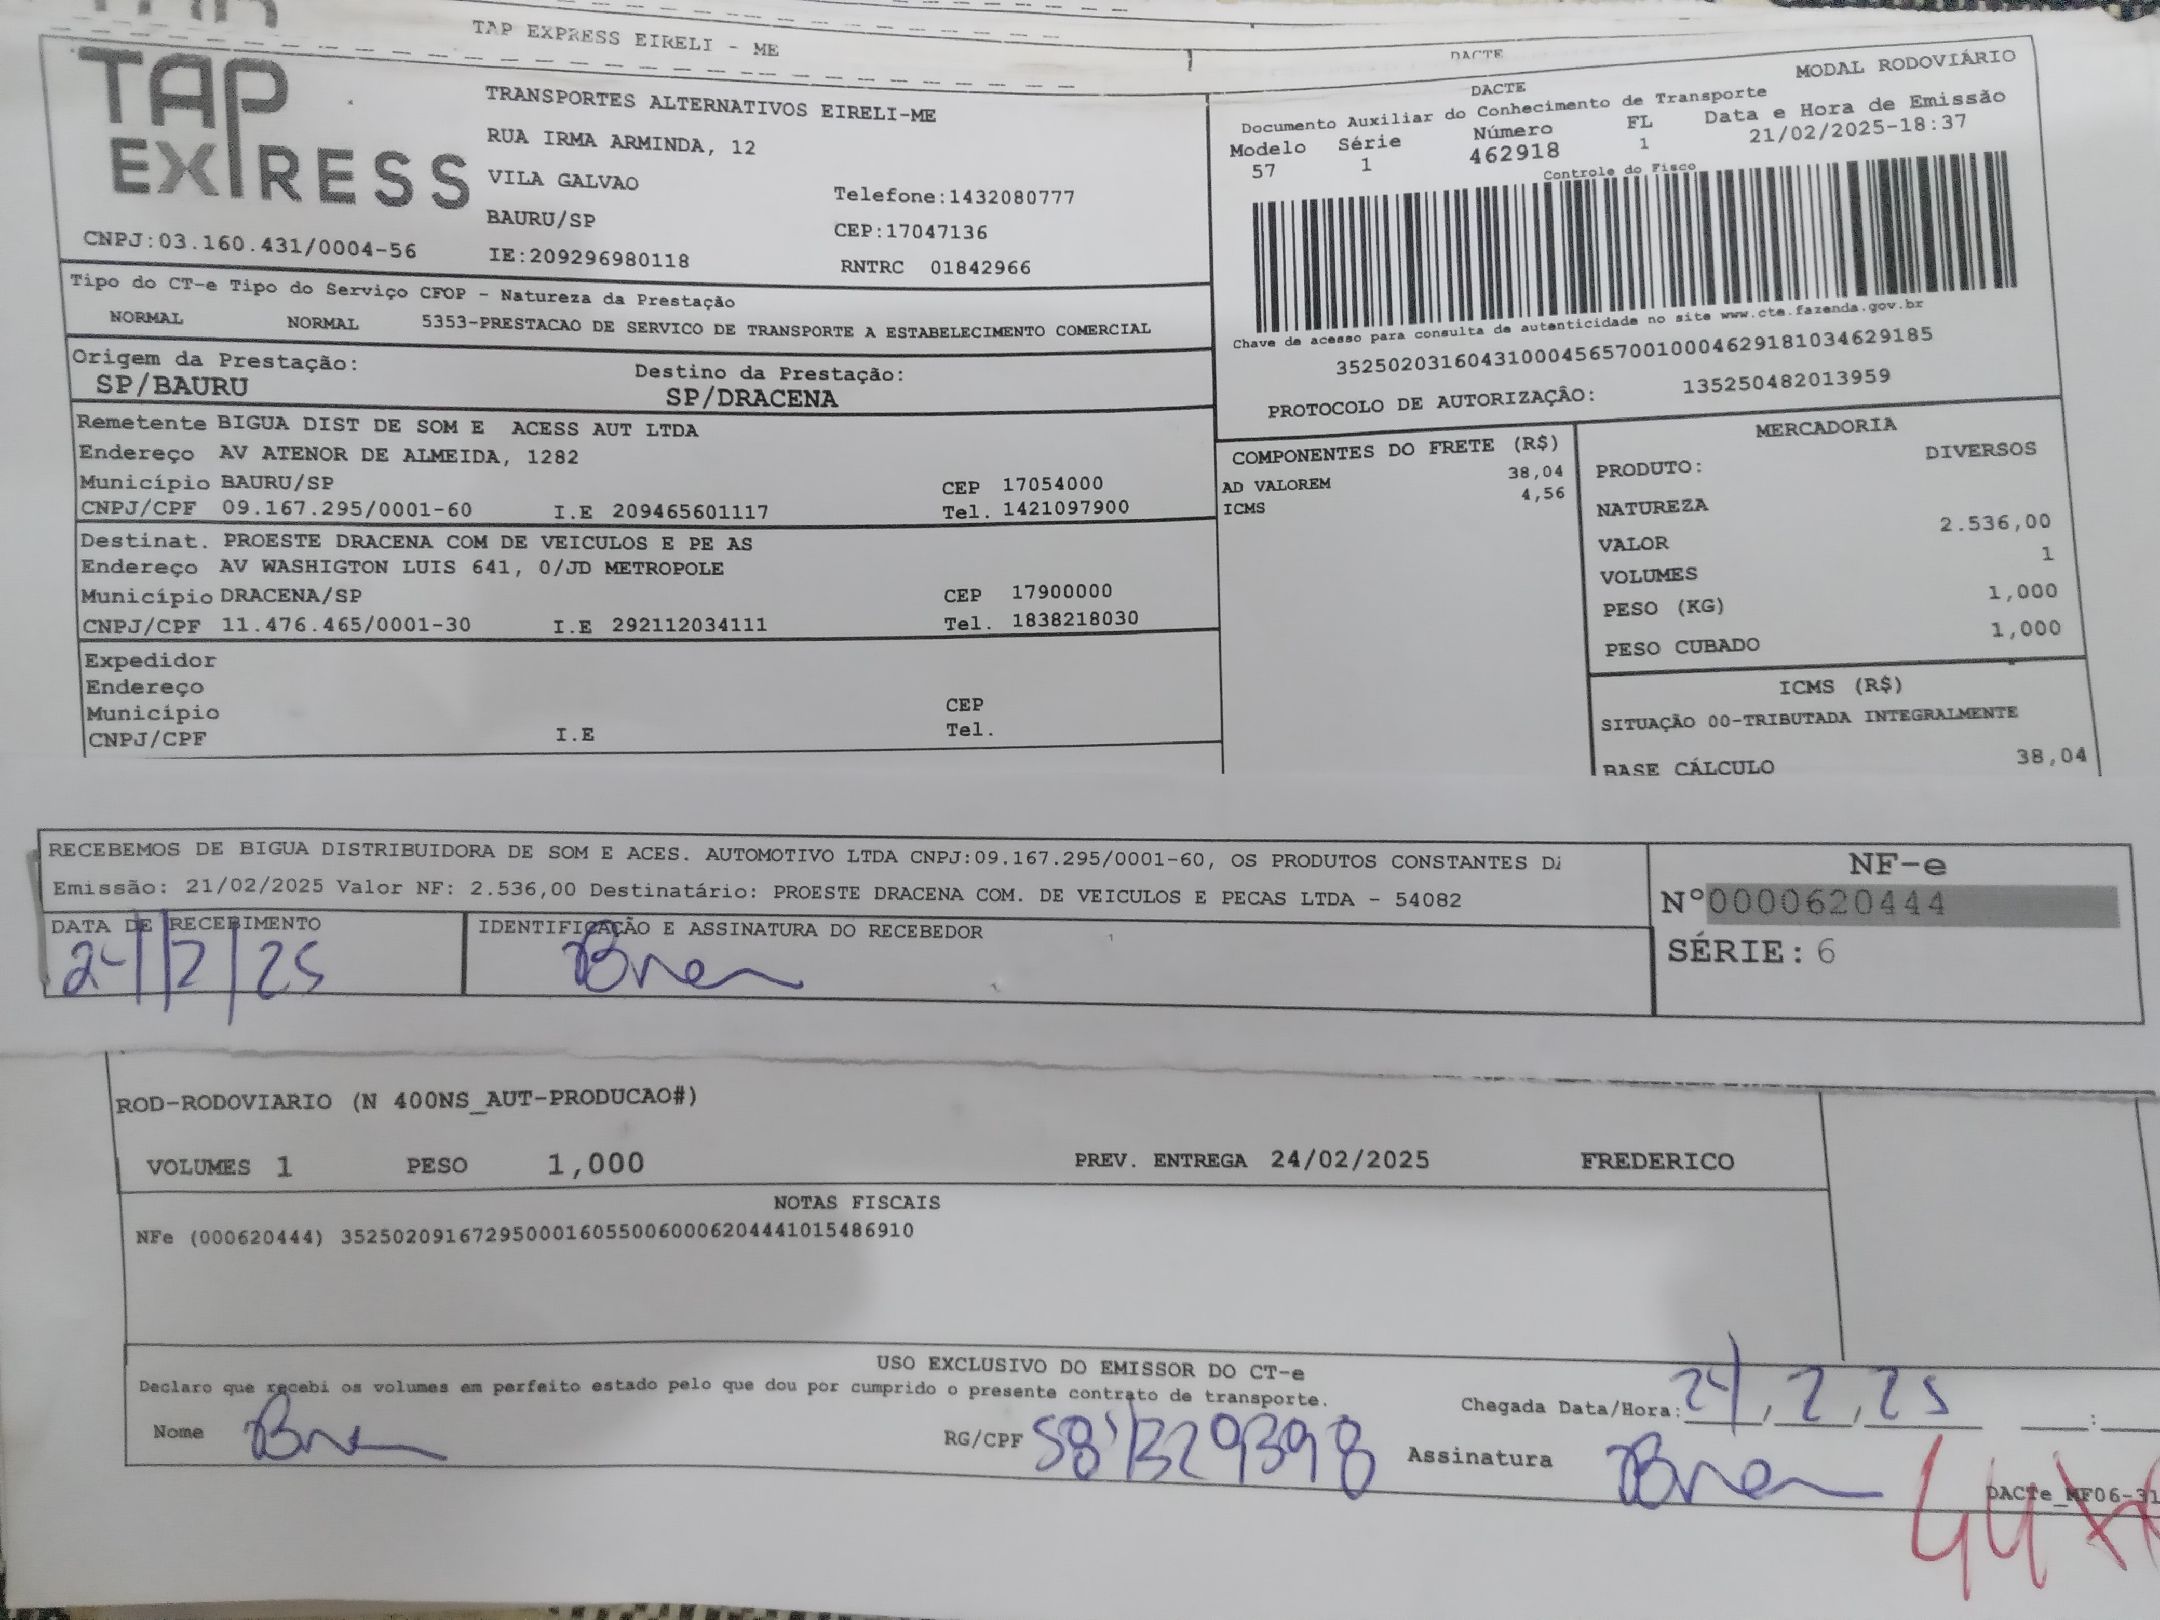 TAP EXPRESS EIRELI - ME
DACTE
TAP
EXPRESS
CNPJ:03.160.431/0004-56
TRANSPORTES ALTERNATIVOS EIRELI-ME
RUA IRMA ARMINDA, 12
VILA GALVAO
Telefone:1432080777
BAURU/SP
CEP:17047136
IE:209296980118
RNTRC 01842966
DACTE
MODAL RODOVIÁRIO
Documento Auxiliar do Conhecimento de Transporte
Modelo Série Número FL Data e Hora de Emissão
57 1 462918 1 21/02/2025-18:37
Controle do Fisco
Chave de acesso para consulta de autenticidade no site www.cte.fazenda.gov.br
35250203160431000456570010004629181034629185
PROTOCOLO DE AUTORIZAÇÂO: 135250482013959
Tipo do CT-e Tipo do Serviço CFOP - Natureza da Prestação
NORMAL NORMAL 5353-PRESTACAO DE SERVICO DE TRANSPORTE A ESTABELECIMENTO COMERCIAL
Origem da Prestação: Destino da Prestação:
SP/BAURU SP/DRACENA
Remetente BIGUA DIST DE SOM E ACESS AUT LTDA
Endereço AV ATENOR DE ALMEIDA, 1282
Município BAURU/SP CEP 17054000
CNPJ/CPF 09.167.295/0001-60 I.E 209465601117 Tel. 1421097900
Destinat. PROESTE DRACENA COM DE VEICULOS E PE AS
Endereço AV WASHIGTON LUIS 641, 0/JD METROPOLE
Município DRACENA/SP CEP 17900000
CNPJ/CPF 11.476.465/0001-30 I.E 292112034111 Tel. 1838218030
Expedidor
Endereço
Município CEP
CNPJ/CPF I.E Tel.
COMPONENTES DO FRETE (R$)
AD VALOREM 38,04
ICMS 4,56
MERCADORIA
PRODUTO: DIVERSOS
NATUREZA
VALOR 2.536,00
VOLUMES 1
PESO (KG) 1,000
PESO CUBADO 1,000
ICMS (R$)
SITUAÇÃO 00-TRIBUTADA INTEGRALMENTE
BASE CÁLCULO 38,04
RECEBEMOS DE BIGUA DISTRIBUIDORA DE SOM E ACES. AUTOMOTIVO LTDA CNPJ:09.167.295/0001-60, OS PRODUTOS CONSTANTES
Emissão: 21/02/2025 Valor NF: 2.536,00 Destinatário: PROESTE DRACENA COM. DE VEICULOS E PECAS LTDA - 54082
DATA DE RECEBIMENTO IDENTIFICAÇÃO E ASSINATURA DO RECEBEDOR
24/2/25
NF-e
Nº0000620444
SÉRIE: 6
ROD-RODOVIARIO (N 400NS_AUT-PRODUCAO#)
VOLUMES 1 PESO 1,000 PREV. ENTREGA 24/02/2025 FREDERICO
NOTAS FISCAIS
NFe (000620444) 35250209167295000160550060006204441015486910
USO EXCLUSIVO DO EMISSOR DO CT-e
Declaro que recebi os volumes em perfeito estado pelo que dou por cumprido o presente contrato de transporte.
Chegada Data/Hora: 24, 2, 25 :
Nome RG/CPF Assinatura
DACTe_MF06-31